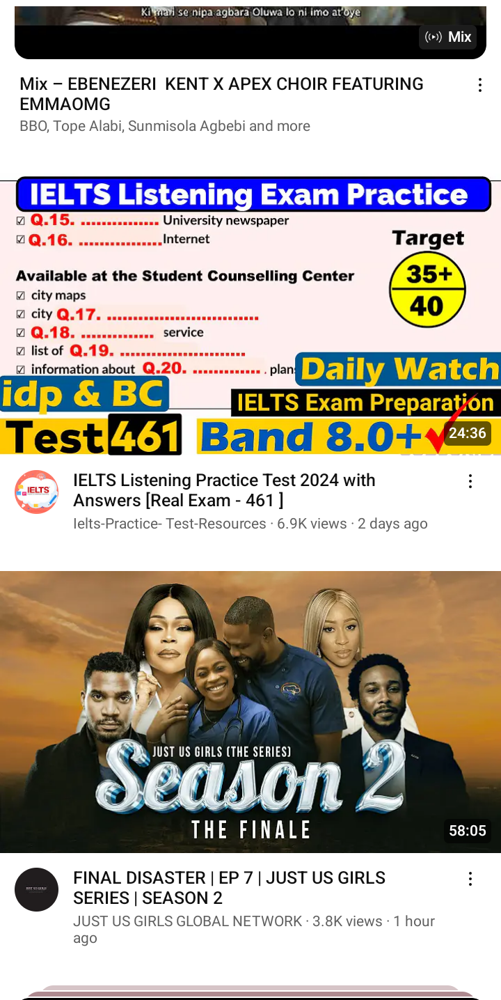 Ki mari se nipa agbara Oluwa lo ni imo at'oye
Mix
Mix – EBENEZERI KENT X APEX CHOIR FEATURING
EMMAOMG
BBO, Tope Alabi, Sunmisola Agbebi and more
IELTS Listening Exam Practice
☑ Q.15. ............... University newspaper
☑ Q.16. ................Internet
Target
35+
40
Available at the Student Counselling Center
☑ city maps
☑ city Q.17. .............................
☑ Q.18. .............. service
☑ list of Q.19. ........................
☑ information about Q.20. ............. . plans
Daily Watch
idp & BC
IELTS Exam Preparation
Test 461
Band 8.0+
24:36
IELTS
IELTS Listening Practice Test 2024 with
Answers [Real Exam - 461 ]
Ielts-Practice- Test-Resources · 6.9K views · 2 days ago
JUST US GIRLS (THE SERIES)
Season 2
THE FINALE
58:05
JUST US GIRLS
FINAL DISASTER | EP 7 | JUST US GIRLS
SERIES | SEASON 2
JUST US GIRLS GLOBAL NETWORK · 3.8K views · 1 hour
ago